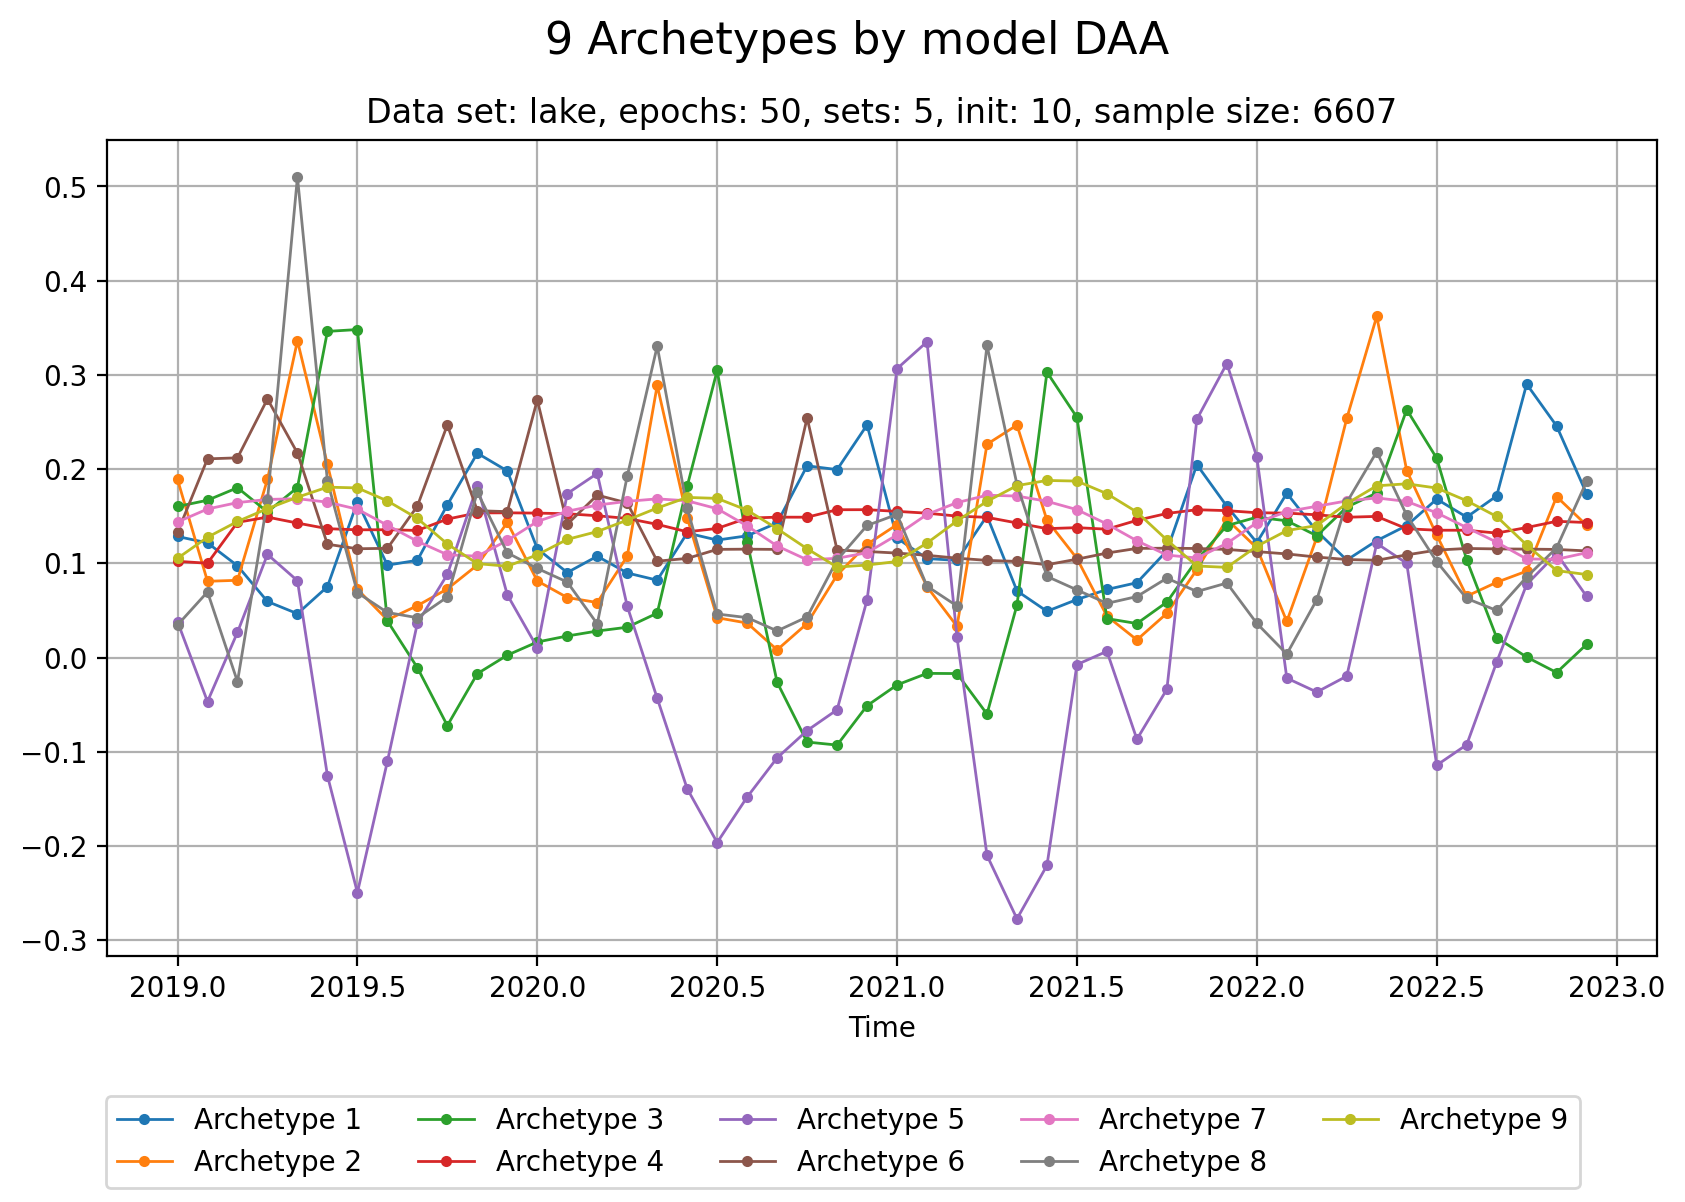 9 Archetypes by model DAA
Data set: lake, epochs: 50, sets: 5, init: 10, sample size: 6607
0.5
0.4
0.3
0.2
0.1
0.0
−0.1
−0.2
−0.3
2019.0 2019.5 2020.0 2020.5 2021.0 2021.5 2022.0 2022.5 2023.0
Time
Archetype 1 Archetype 3 Archetype 5 Archetype 7 Archetype 9
Archetype 2 Archetype 4 Archetype 6 Archetype 8